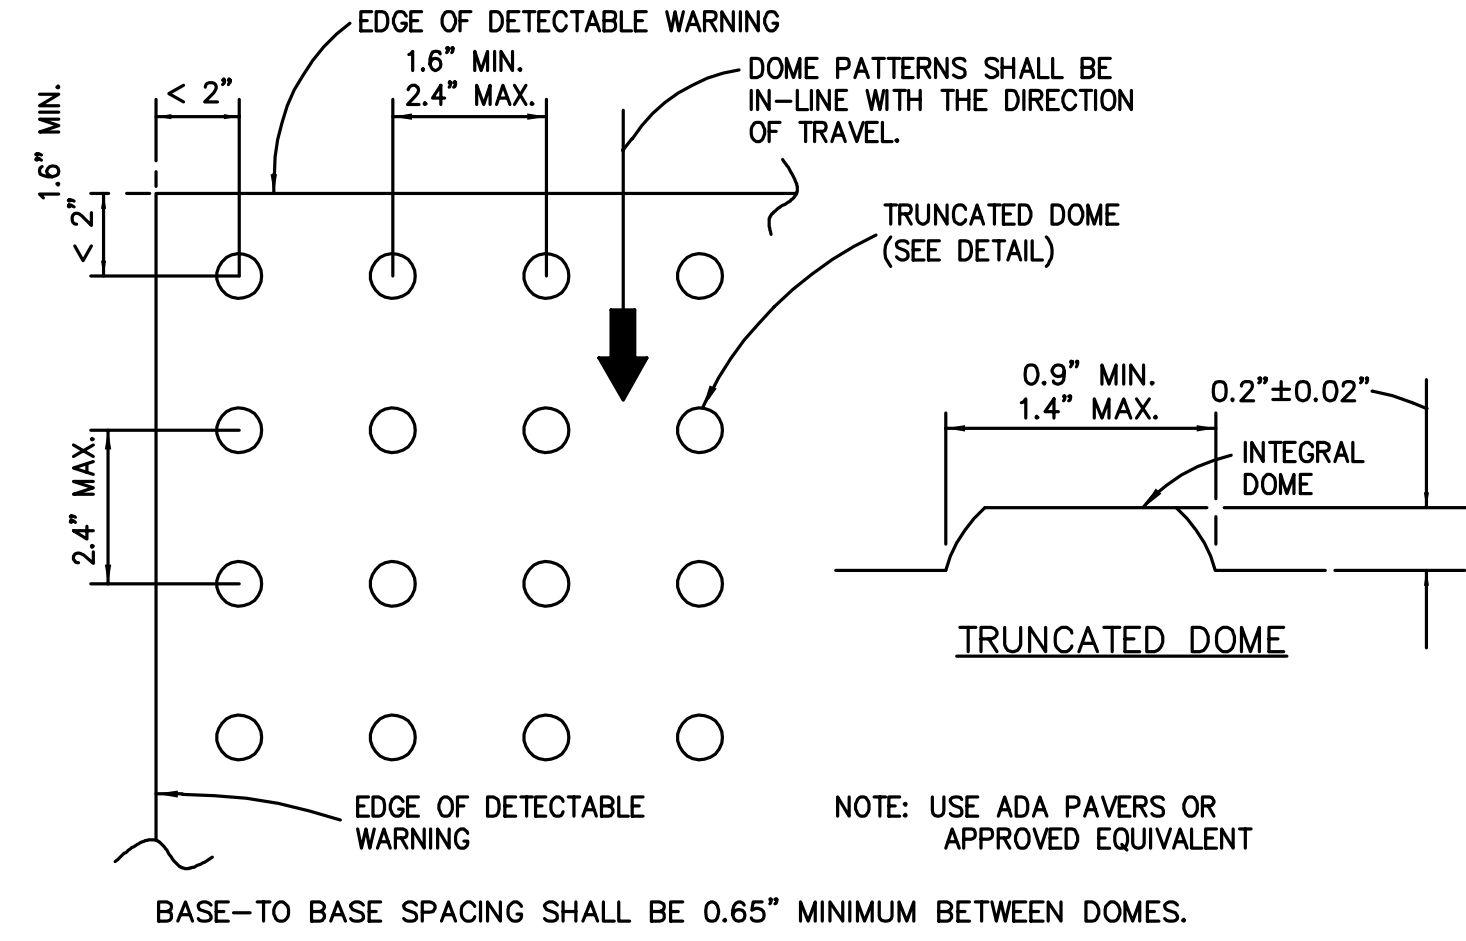 EDGE OF DETECTABLE WARNING
1.6” MIN.
2.4” MAX.
< 2”
DOME PATTERNS SHALL BE
IN-LINE WITH THE DIRECTION
OF TRAVEL.
1.6” MIN.
< 2”
TRUNCATED DOME
(SEE DETAIL)
2.4” MAX.
0.9” MIN.
1.4” MAX.
0.2”±0.02”
INTEGRAL
DOME
TRUNCATED DOME
EDGE OF DETECTABLE
WARNING
NOTE: USE ADA PAVERS OR
APPROVED EQUIVALENT
BASE-TO BASE SPACING SHALL BE 0.65” MINIMUM BETWEEN DOMES.